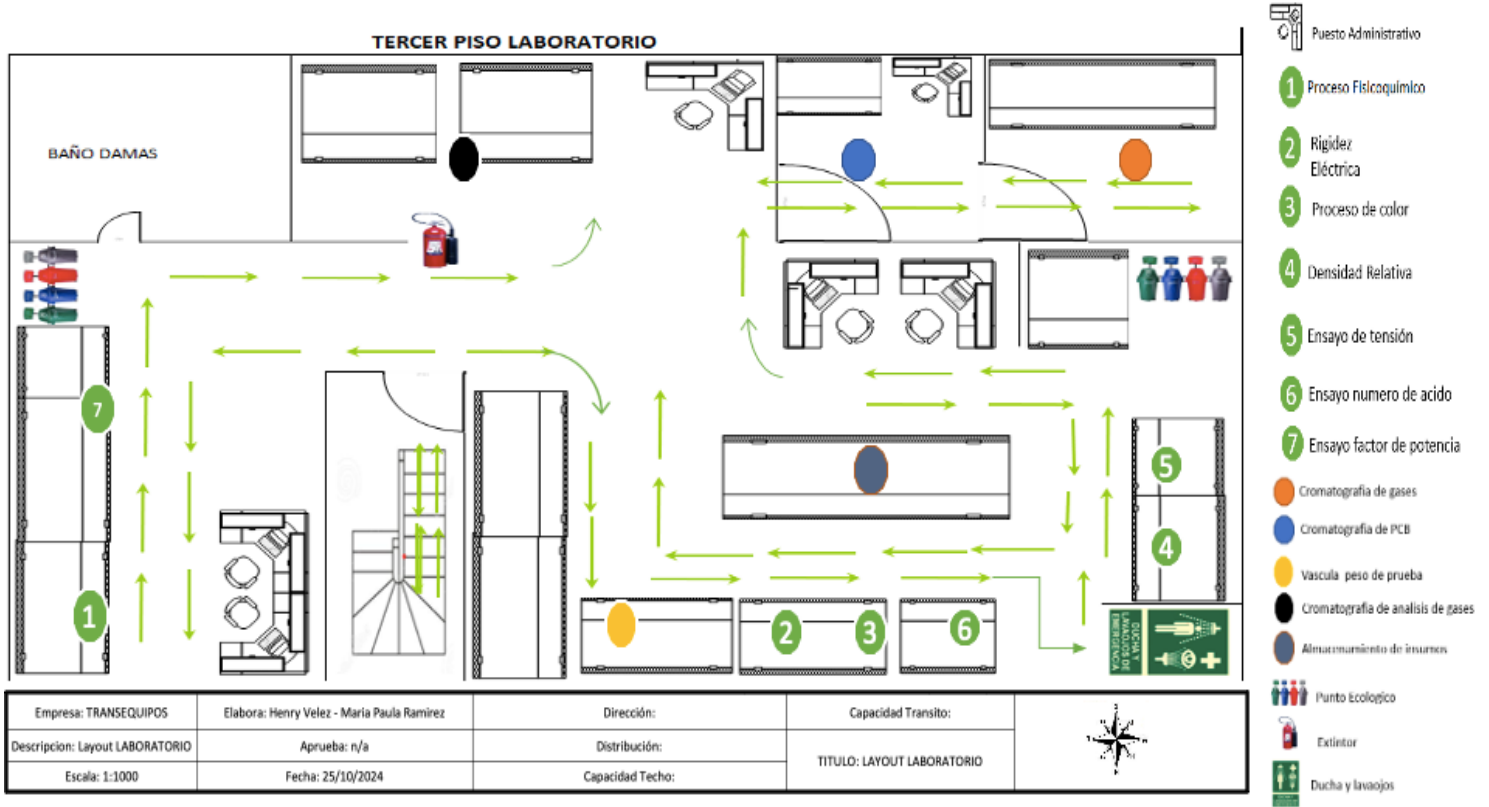 TERCER PISO LABORATORIO
BAÑO DAMAS
7
1
2
3
6
5
4
DUCHA Y
LAVAOJOS DE
EMERGENCIA
Puesto Administrativo
1 Proceso Fisicoquímico
2 Rigidez
Eléctrica
3 Proceso de color
4 Densidad Relativa
5 Ensayo de tensión
6 Ensayo numero de acido
7 Ensayo factor de potencia
Cromatografia de gases
Cromatografia de PCB
Vascula peso de prueba
Cromatografia de analisis de gases
Almacenamiento de insumos
Punto Ecologico
Extintor
Ducha y lavaojos
Empresa: TRANSEQUIPOS
Elabora: Henry Velez - Maria Paula Ramirez
Dirección:
Capacidad Transito:
Descripcion: Layout LABORATORIO
Aprueba: n/a
Distribución:
TITULO: LAYOUT LABORATORIO
Escala: 1:1000
Fecha: 25/10/2024
Capacidad Techo: